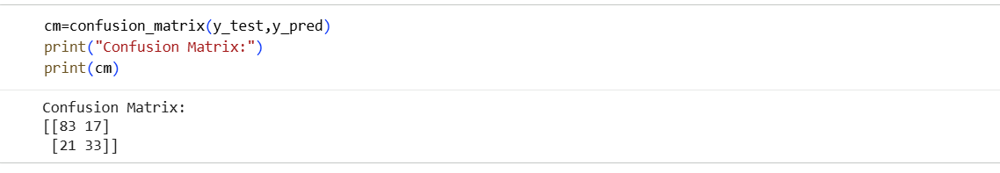 cm=confusion_matrix(y_test,y_pred)
print("Confusion Matrix:")
print(cm)
Confusion Matrix:
[[83 17]
 [21 33]]